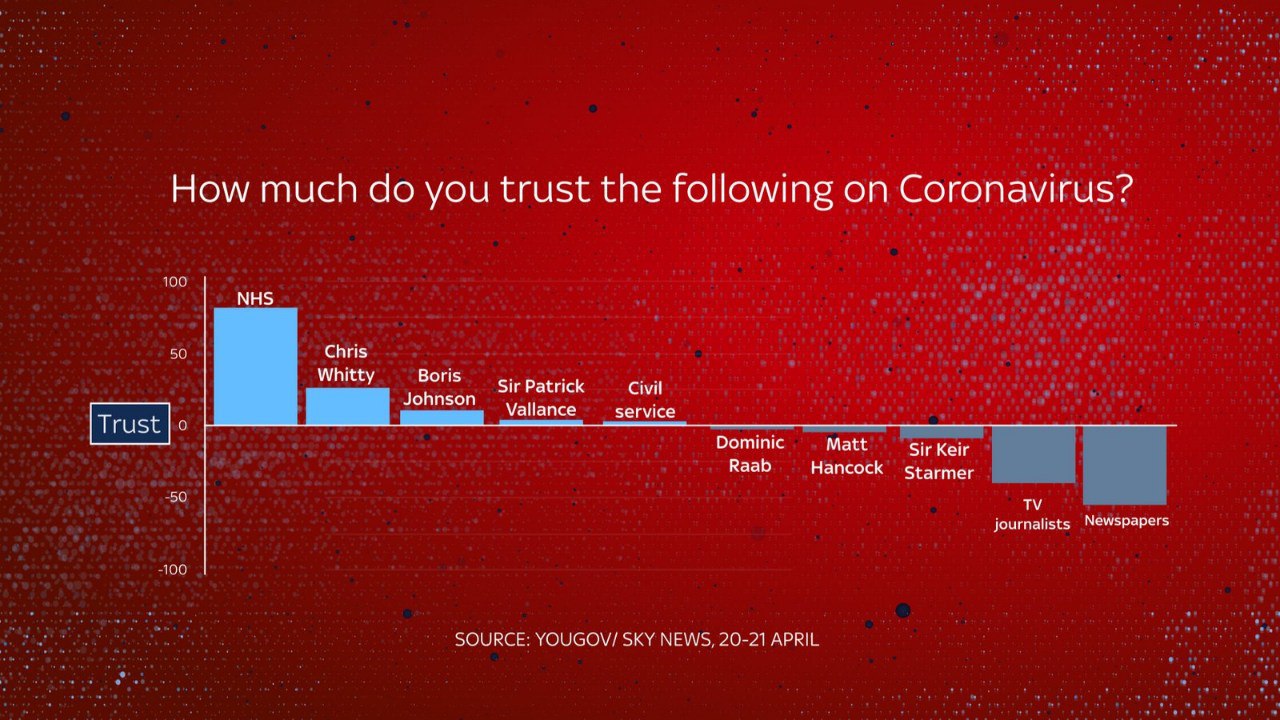 How much do you trust the following on Coronavirus?
100
50
0
-50
-100
Trust
NHS
Chris
Whitty
Boris
Johnson
Sir Patrick
Vallance
Civil
service
Dominic
Raab
Matt
Hancock
Sir Keir
Starmer
TV
journalists
Newspapers
SOURCE: YOUGOV/ SKY NEWS, 20-21 APRIL